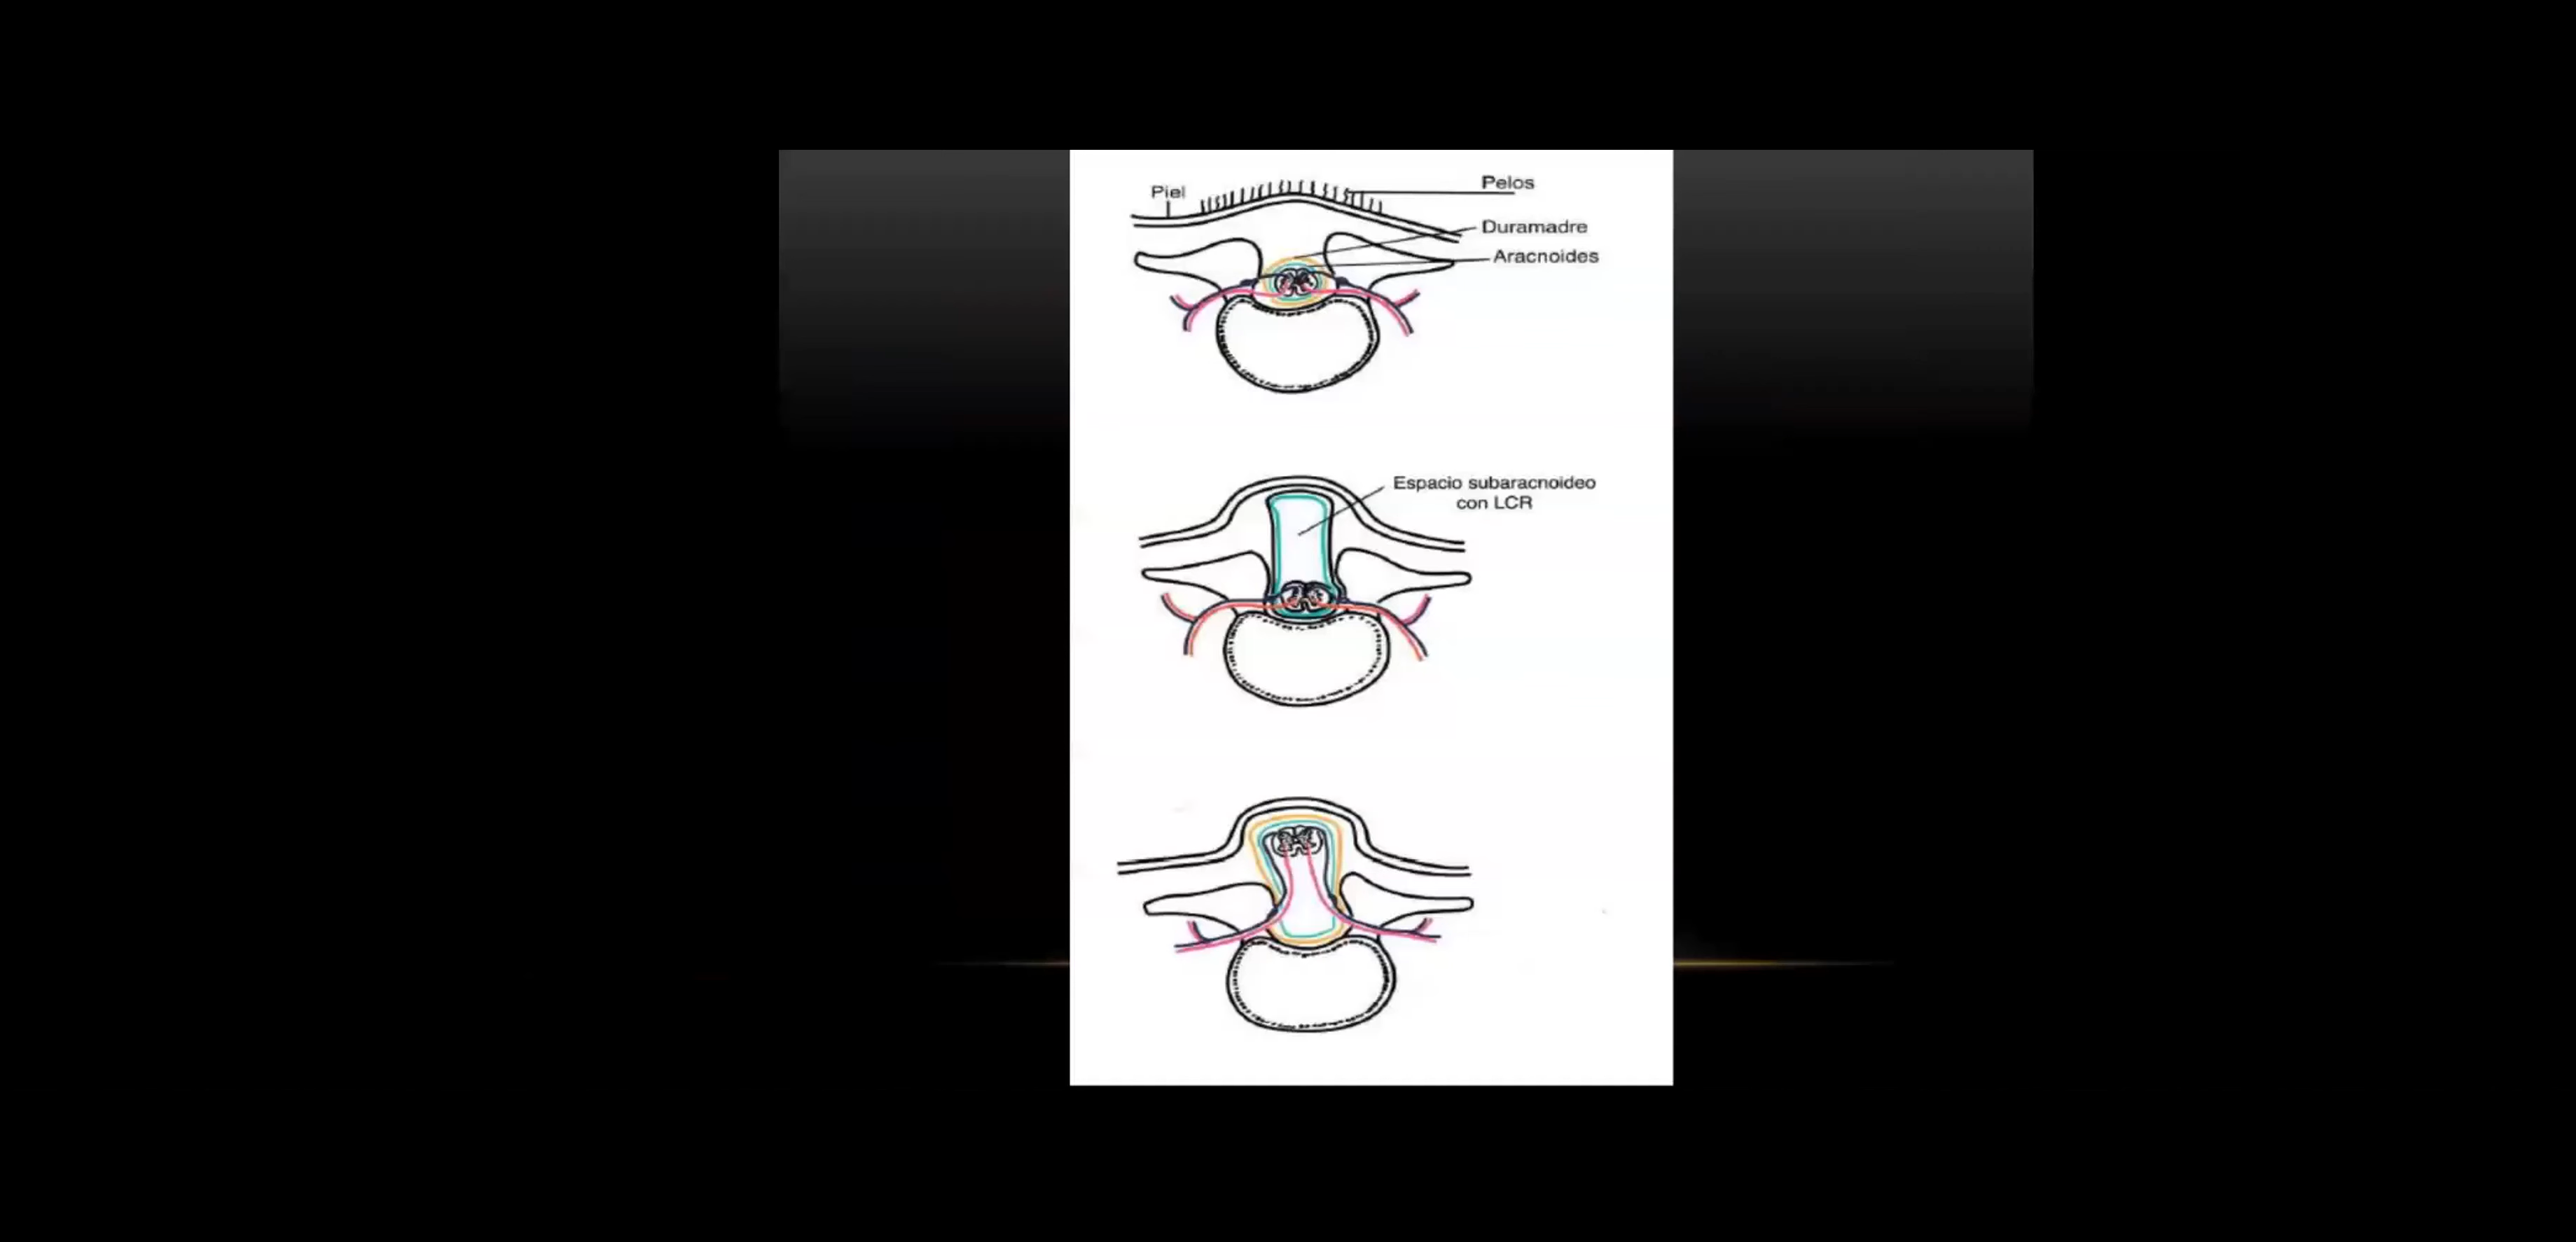 Piel
Pelos
Duramadre
Aracnoides
Espacio subaracnoideo
con LCR